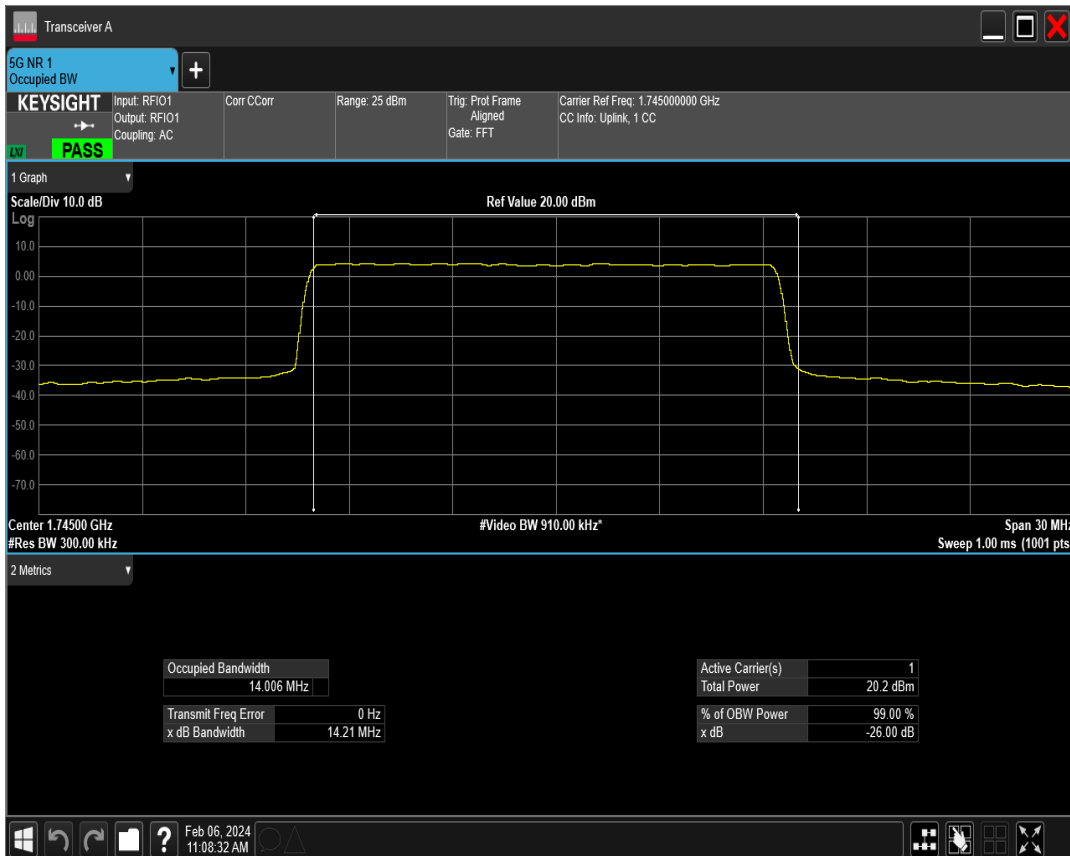 Transceiver A
5G NR 1
Occupied BW
KEYSIGHT
LXI
PASS
Input: RFIO1
Output: RFIO1
Coupling: AC
Corr CCorr
Range: 25 dBm
Trig: Prot Frame
Aligned
Gate: FFT
Carrier Ref Freq: 1.745000000 GHz
CC Info: Uplink, 1 CC
1 Graph
Scale/Div 10.0 dB
Ref Value 20.00 dBm
Log
10.0
0.00
-10.0
-20.0
-30.0
-40.0
-50.0
-60.0
-70.0
Center 1.74500 GHz
#Video BW 910.00 kHz*
Span 30 MHz
#Res BW 300.00 kHz
Sweep 1.00 ms (1001 pts
2 Metrics
Occupied Bandwidth
14.006 MHz
Transmit Freq Error 0 Hz
x dB Bandwidth 14.21 MHz
Active Carrier(s) 1
Total Power 20.2 dBm
% of OBW Power 99.00 %
x dB -26.00 dB
?
Feb 06, 2024
11:08:32 AM